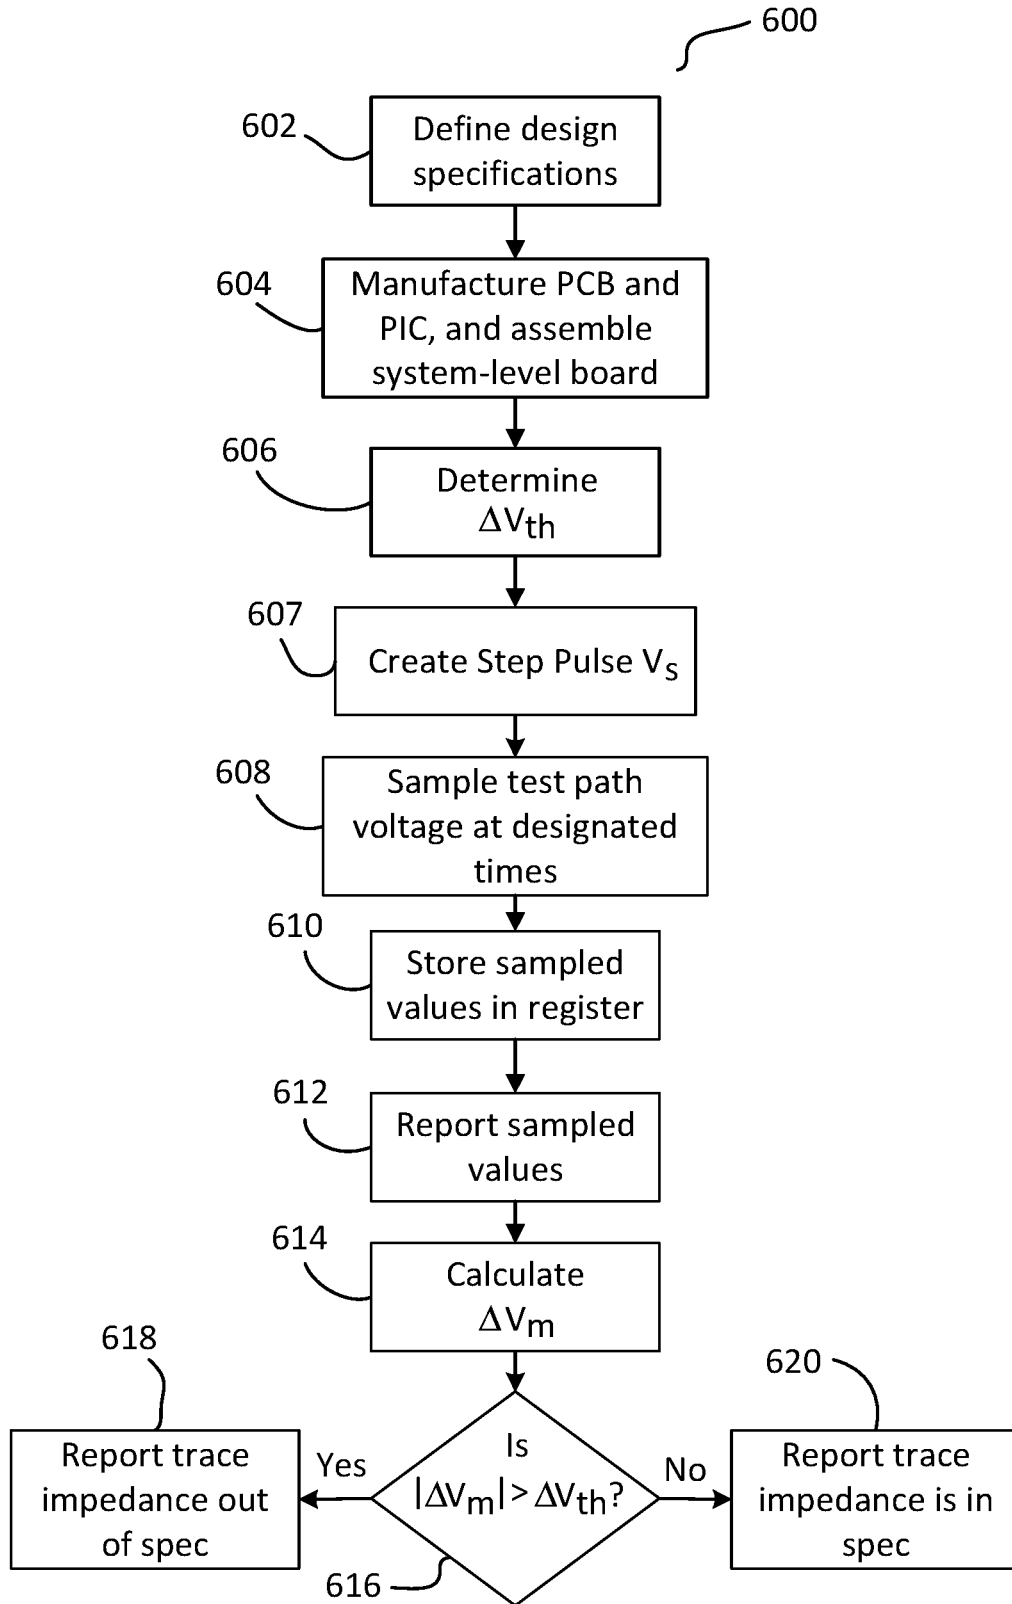 600
602
Define design
specifications
604
Manufacture PCB and
PIC, and assemble
system-level board
606
Determine
ΔVth
607
Create Step Pulse VS
608
Sample test path
voltage at designated
times
610
Store sampled
values in register
612
Report sampled
values
614
Calculate
ΔVm
618
620
Is
|ΔVm| > ΔVth?
Yes
No
Report trace
impedance out
of spec
Report trace
impedance is in
spec
616